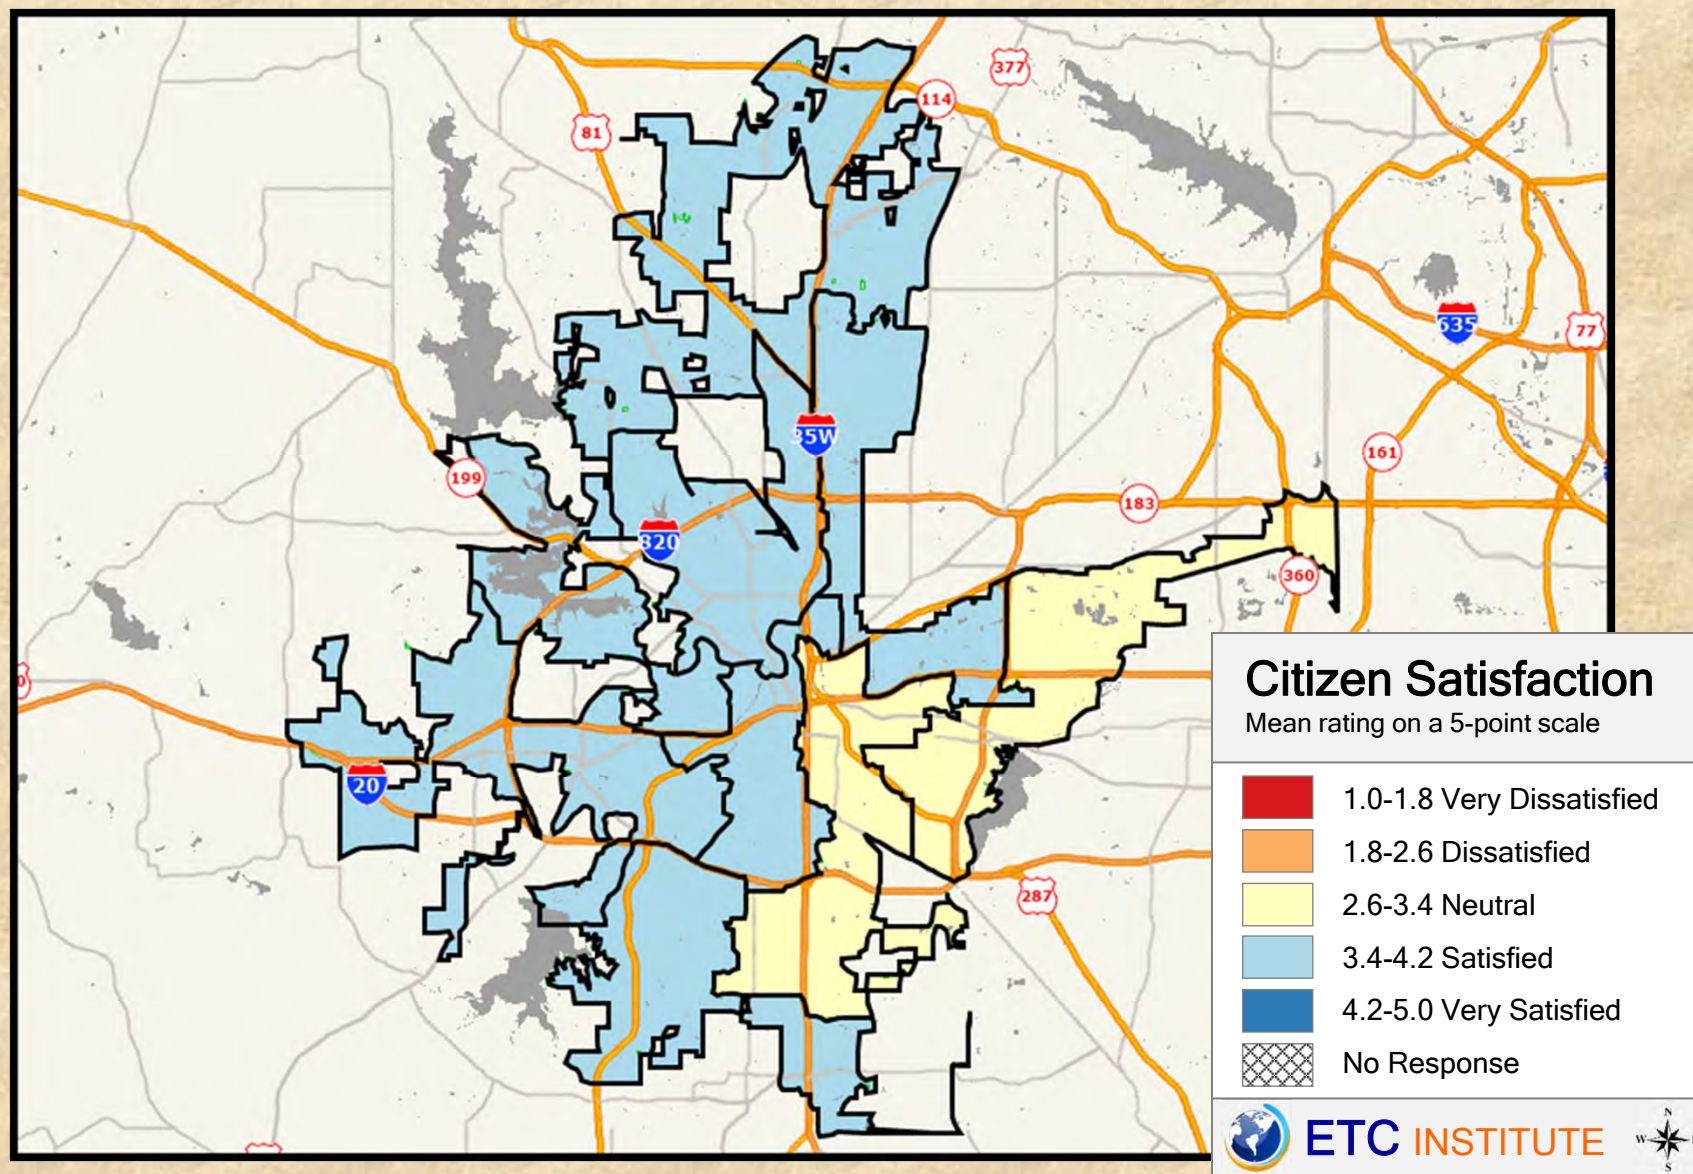 377
114
81
635
77
35W
161
199
183
820
360
0
20
287
Citizen Satisfaction
Mean rating on a 5-point scale
1.0-1.8 Very Dissatisfied
1.8-2.6 Dissatisfied
2.6-3.4 Neutral
3.4-4.2 Satisfied
4.2-5.0 Very Satisfied
No Response
ETC INSTITUTE
N
W
S